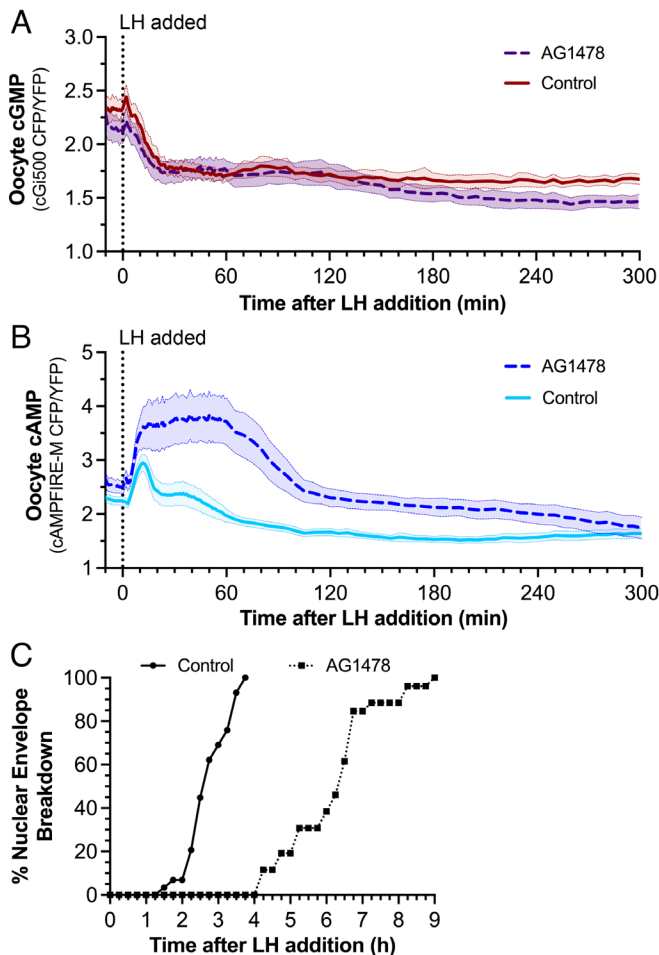 A
LH added
3.0
2.5
2.0
1.5
1.0
Oocyte cGMP
(cGi500 CFP/YFP)
AG1478
Control
0 60 120 180 240 300
Time after LH addition (min)
B
LH added
5
4
3
2
1
Oocyte cAMP
(cAMPFIRE-M CFP/YFP)
AG1478
Control
0 60 120 180 240 300
Time after LH addition (min)
C
Control AG1478
100
80
60
40
20
0
% Nuclear Envelope
Breakdown
0 1 2 3 4 5 6 7 8 9
Time after LH addition (h)